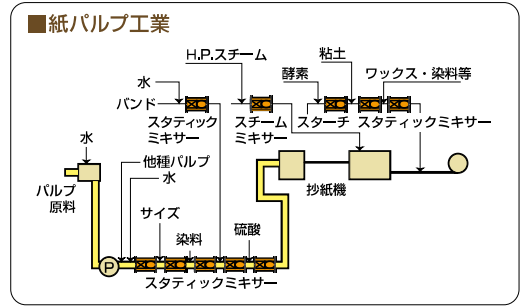 ■紙パルプ工業
H.P.スチーム
粘土
水
酵素
ワックス・染料等
バンド
スタティック
ミキサー
スチーム
ミキサー
スターチ
スタティックミキサー
水
他種パルプ
水
パルプ
原料
抄紙機
サイズ
硫酸
染料
P
スタティックミキサー